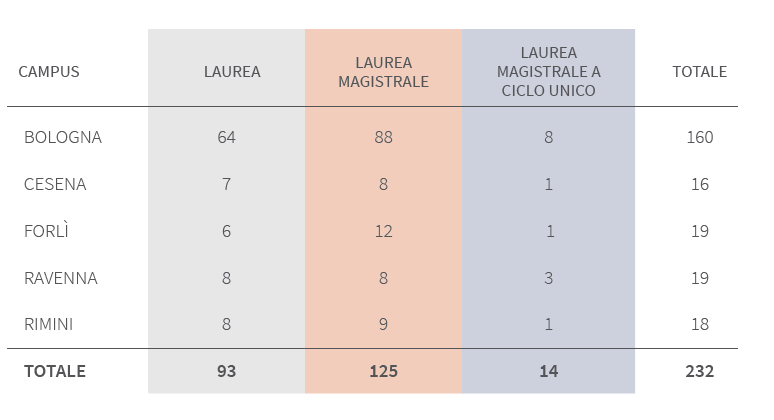 CAMPUS LAUREA LAUREA MAGISTRALE LAUREA MAGISTRALE A CICLO UNICO TOTALE
BOLOGNA 64 88 8 160
CESENA 7 8 1 16
FORLÌ 6 12 1 19
RAVENNA 8 8 3 19
RIMINI 8 9 1 18
TOTALE 93 125 14 232